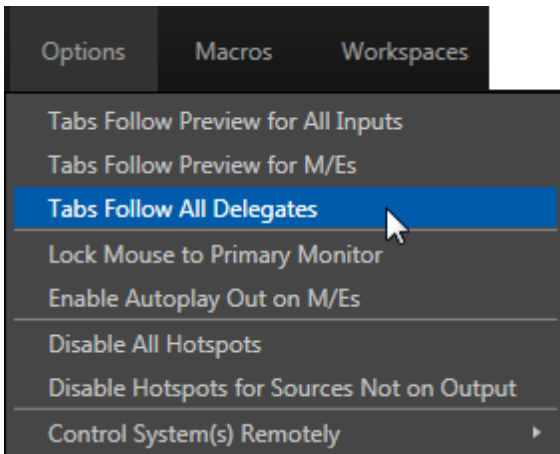 Options Macros Workspaces
Tabs Follow Preview for All Inputs
Tabs Follow Preview for M/Es
Tabs Follow All Delegates
Lock Mouse to Primary Monitor
Enable Autoplay Out on M/Es
Disable All Hotspots
Disable Hotspots for Sources Not on Output
Control System(s) Remotely